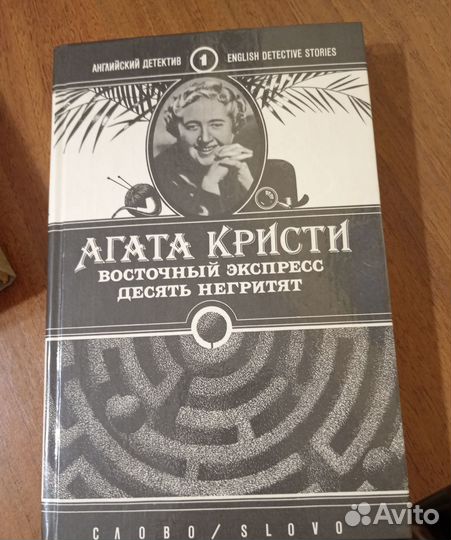 АНГЛИЙСКИЙ ДЕТЕКТИВ 1 ENGLISH DETECTIVE STORIES
АГАТА КРИСТИ
ВОСТОЧНЫЙ ЭКСПРЕСС
ДЕСЯТЬ НЕГРИТЯТ
СЛОВО/SLOVO
Avito